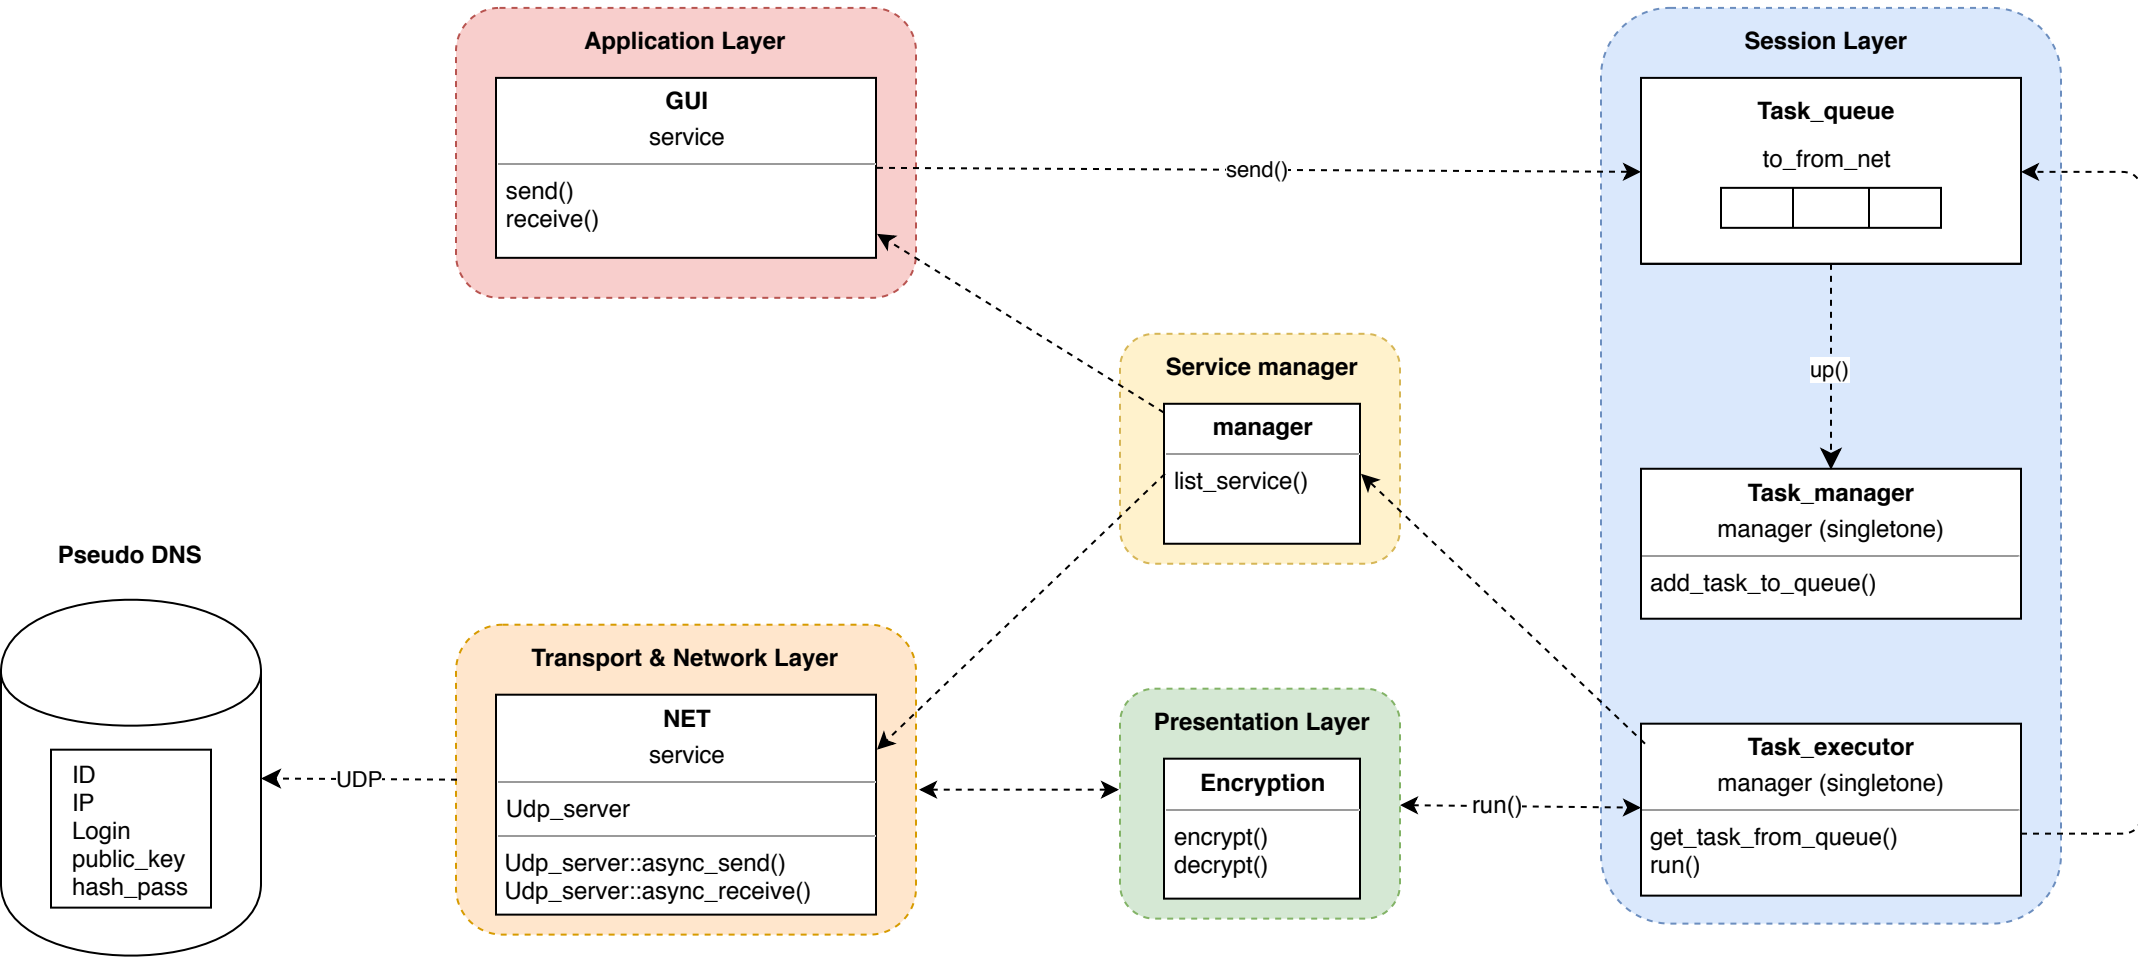 Application Layer
GUI
service
send()
receive()
send()
Session Layer
Task_queue
to_from_net
up()
Service manager
manager
list_service()
Task_manager
manager (singletone)
add_task_to_queue()
Pseudo DNS
ID
IP
Login
public_key
hash_pass
UDP
Transport & Network Layer
NET
service
Udp_server
Udp_server::async_send()
Udp_server::async_receive()
Presentation Layer
Encryption
encrypt()
decrypt()
run()
Task_executor
manager (singletone)
get_task_from_queue()
run()